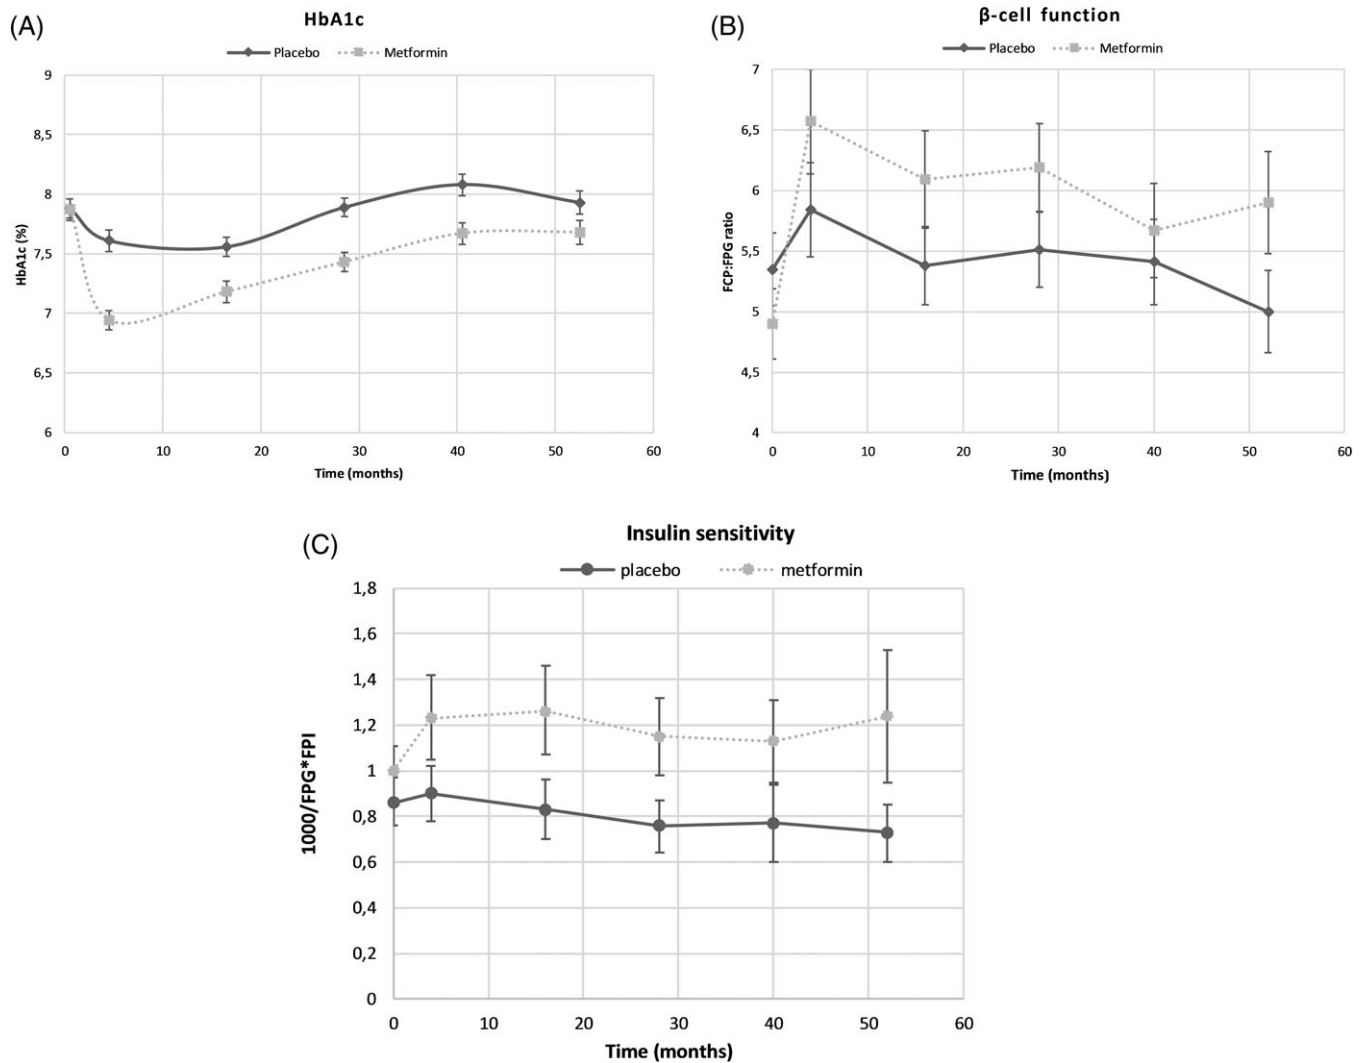 (A)
HbA1c
Placebo Metformin
HbA1c (%)
9
8,5
8
7,5
7
6,5
6
0 10 20 30 40 50 60
Time (months)
(B)
β-cell function
Placebo Metformin
FCP:FPG ratio
7
6,5
6
5,5
5
4,5
4
0 10 20 30 40 50 60
Time (months)
(C)
Insulin sensitivity
placebo metformin
1000/FPG*FPI
1,8
1,6
1,4
1,2
1
0,8
0,6
0,4
0,2
0
0 10 20 30 40 50 60
Time (months)